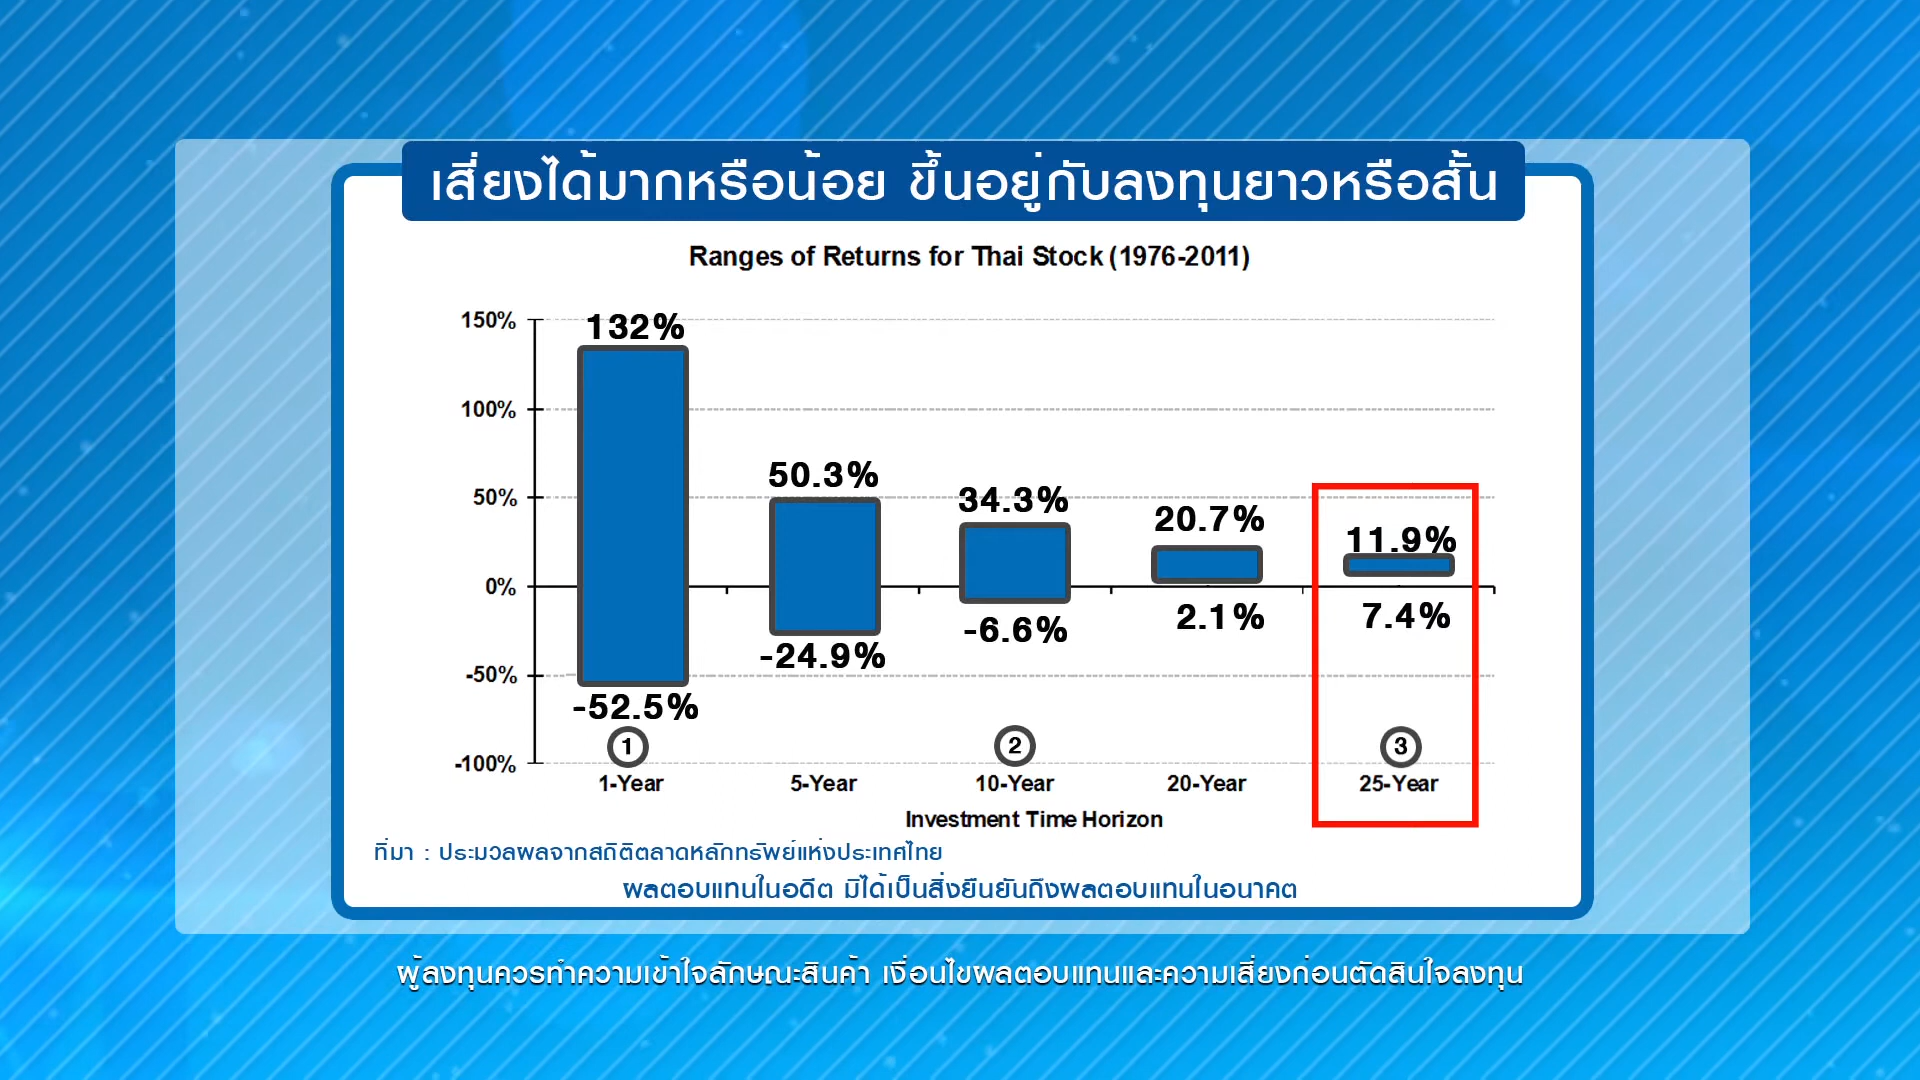 เสี่ยงได้มากหรือน้อย ขึ้นอยู่กับลงทุนยาวหรือสั้น
Ranges of Returns for Thai Stock (1976-2011)
150%
100%
50%
0%
-50%
-100%
132%
-52.5%
50.3%
-24.9%
34.3%
-6.6%
20.7%
2.1%
11.9%
7.4%
1
2
3
1-Year
5-Year
10-Year
20-Year
25-Year
Investment Time Horizon
ที่มา : ประมวลผลจากสถิติตลาดหลักทรัพย์แห่งประเทศไทย
ผลตอบแทนในอดีต มิได้เป็นสิ่งยืนยันถึงผลตอบแทนในอนาคต
ผู้ลงทุนควรทำความเข้าใจลักษณะสินค้า เงื่อนไขผลตอบแทนและความเสี่ยงก่อนตัดสินใจลงทุน